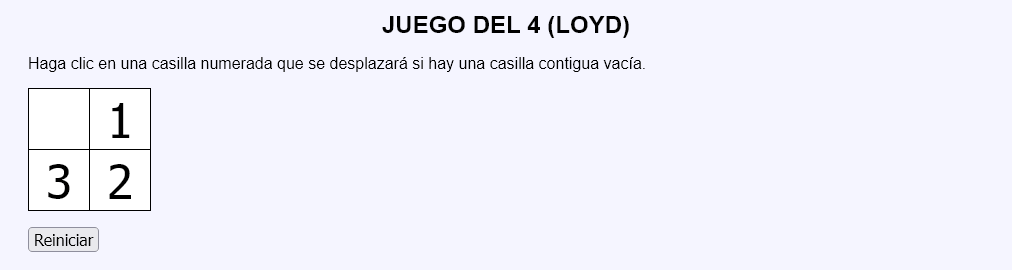 JUEGO DEL 4 (LOYD)
Haga clic en una casilla numerada que se desplazará si hay una casilla contigua vacía.
1
3 2
Reiniciar